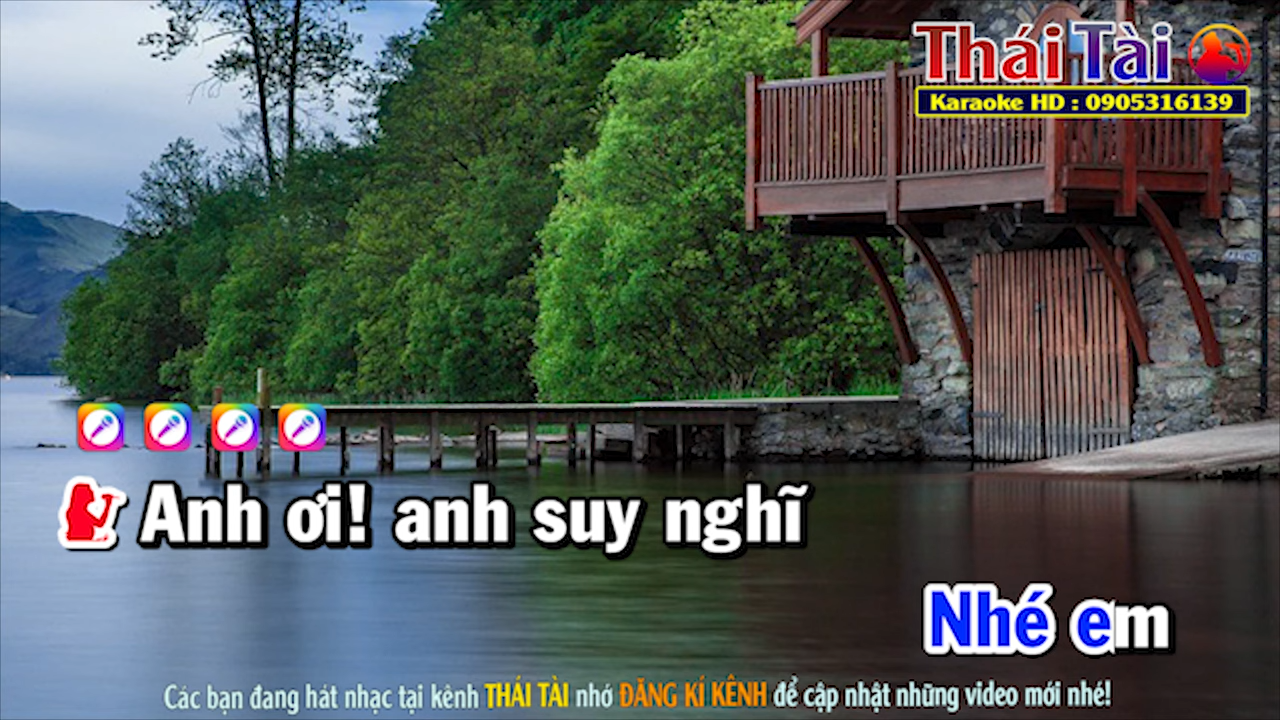 Thái Tài
Karaoke HD : 0905316139
Anh ơi! anh suy nghĩ
Nhé em
Các bạn đang hát nhạc tại kênh THÁI TÀI nhớ ĐĂNG KÍ KÊNH để cập nhật những video mới nhé!